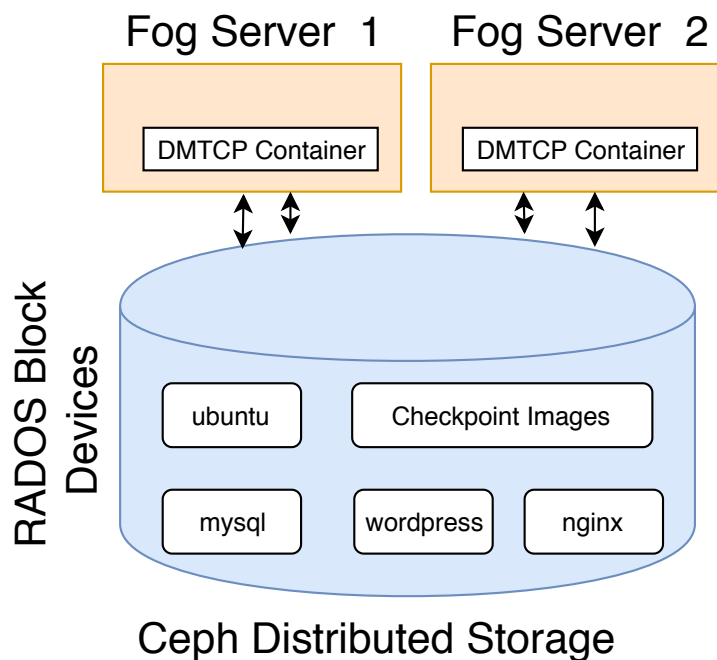 Fog Server 1
Fog Server 2
DMTCP Container
DMTCP Container
RADOS Block
Devices
ubuntu
Checkpoint Images
mysql
wordpress
nginx
Ceph Distributed Storage